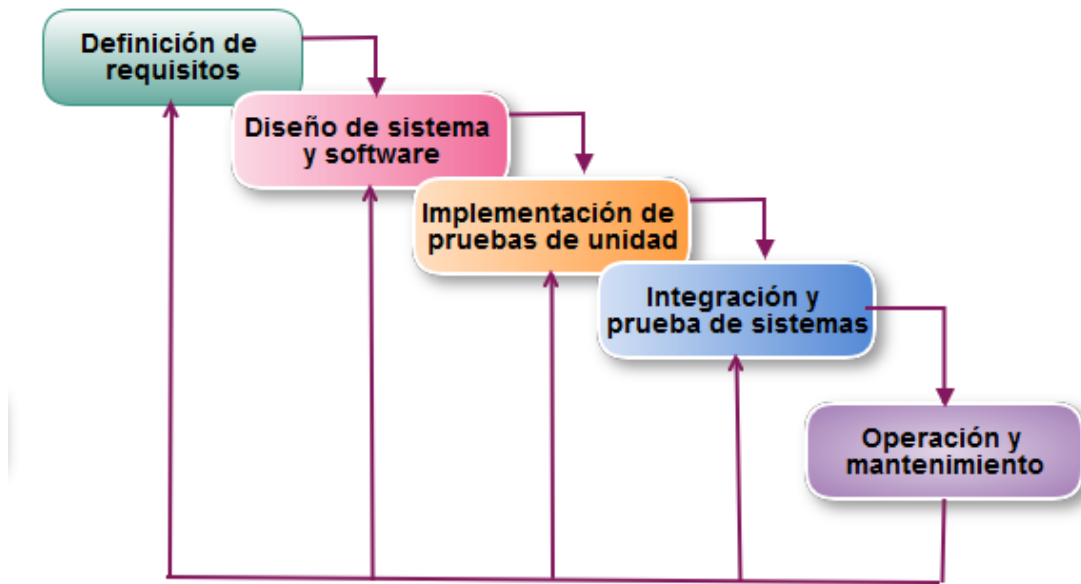 Definición de
requisitos
Diseño de sistema
y software
Implementación de
pruebas de unidad
Integración y
prueba de sistemas
Operación y
mantenimiento